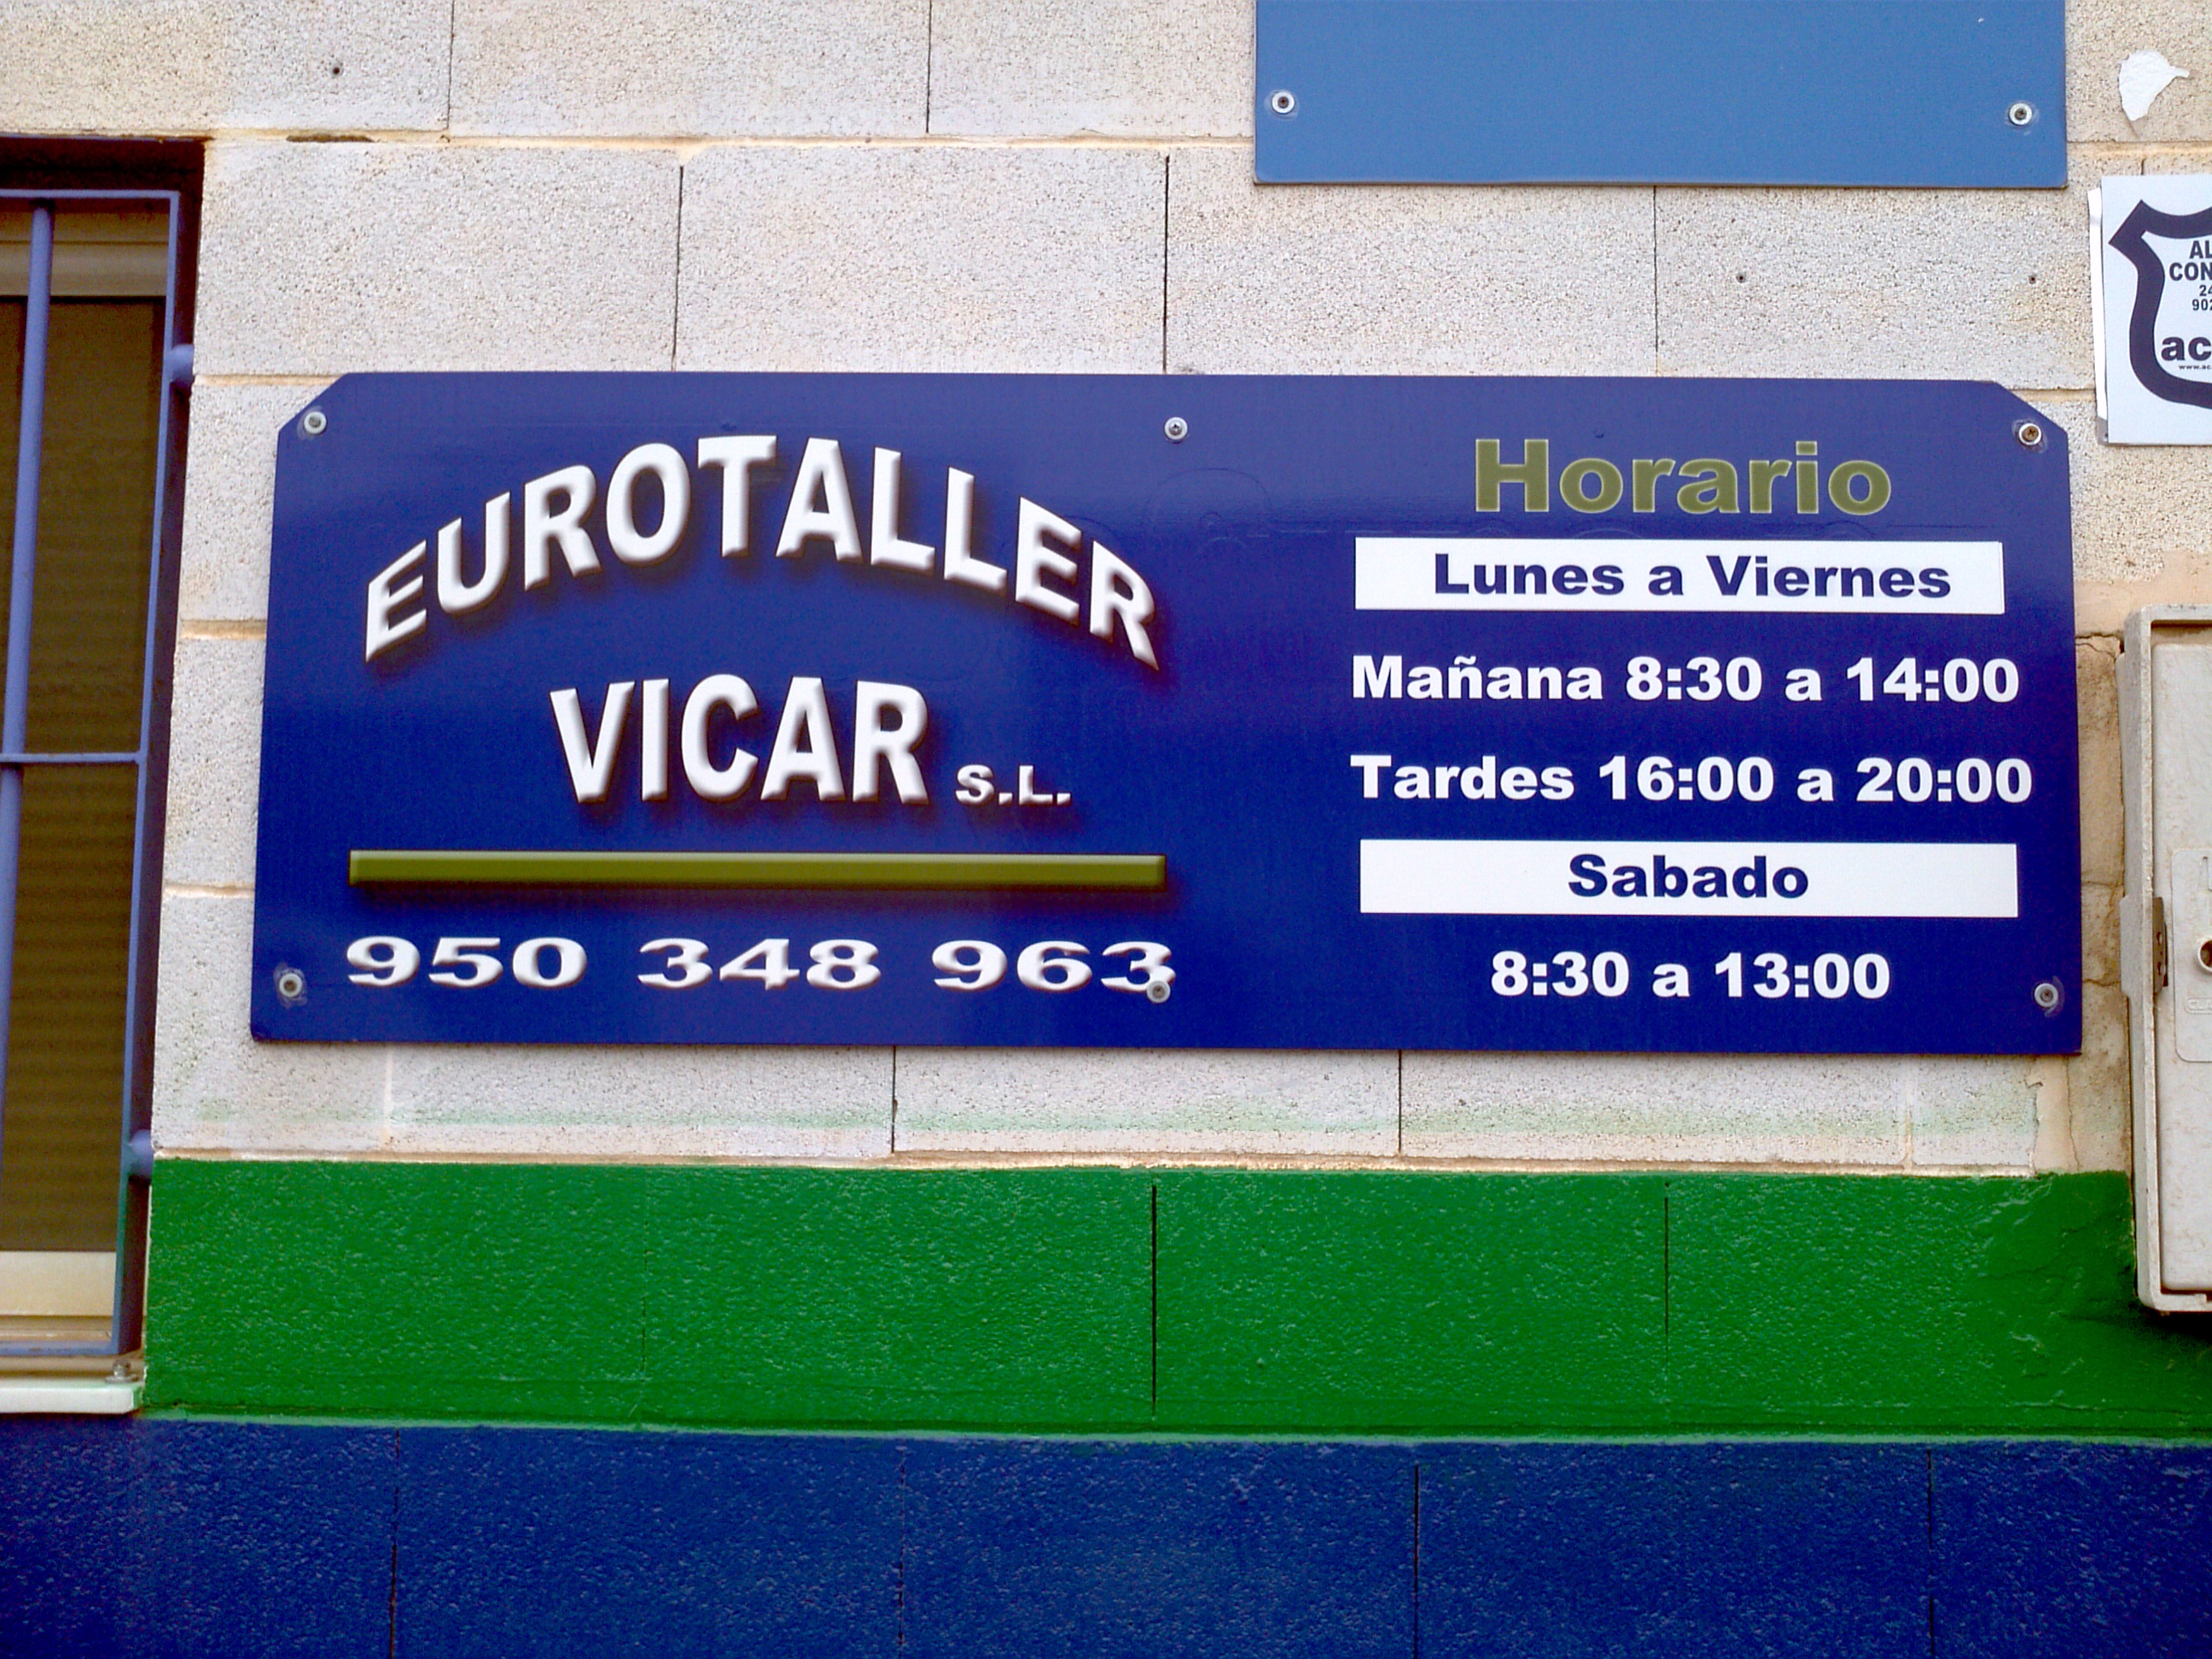 EUROTALLER
VICAR S.L.
950 348 963
Horario
Lunes a Viernes
Mañana 8:30 a 14:00
Tardes 16:00 a 20:00
Sabado
8:30 a 13:00